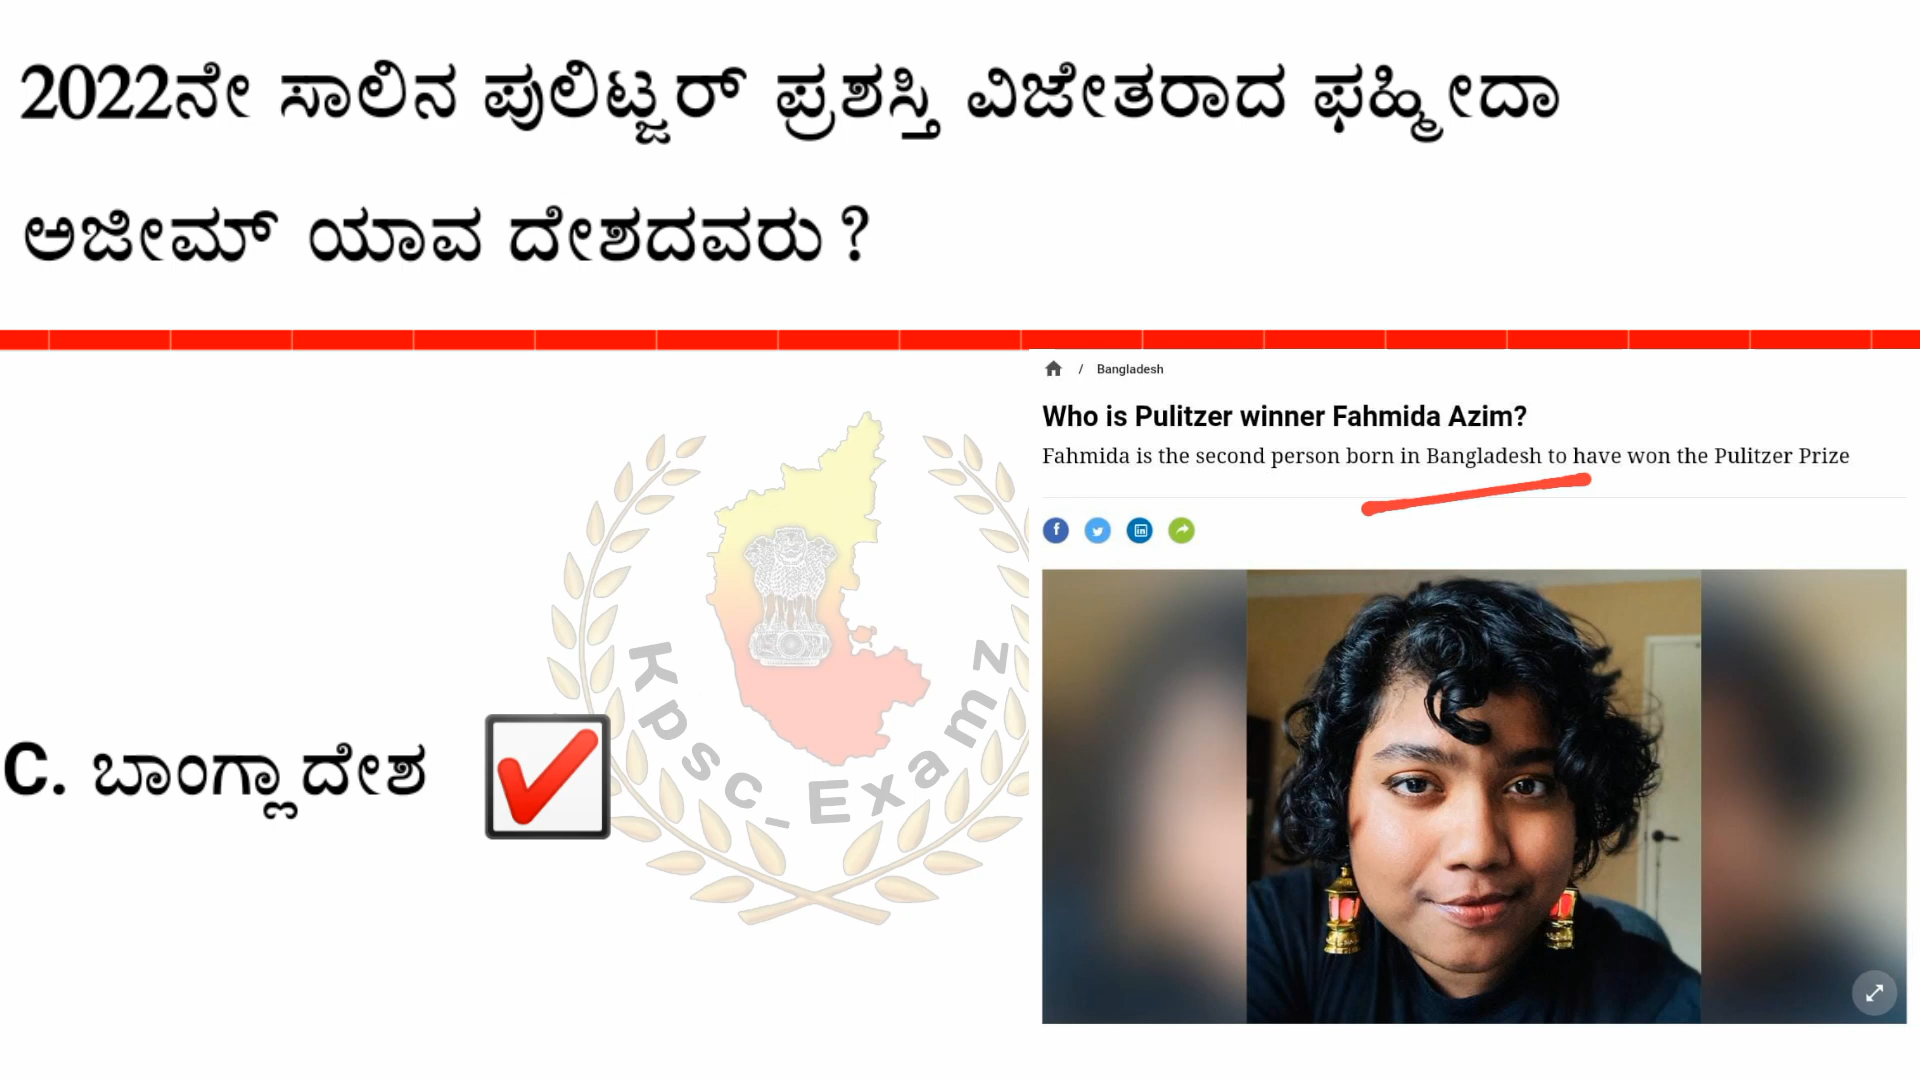 2022ನೇ ಸಾಲಿನ ಪುಲಿಟ್ಜರ್ ಪ್ರಶಸ್ತಿ ವಿಜೇತರಾದ ಫಹ್ಮಿೀದಾ
ಅಜೀಮ್ ಯಾವ ದೇಶದವರು ?
C. ಬಾಂಗ್ಲಾದೇಶ
Kpsc_Examz
/ Bangladesh
Who is Pulitzer winner Fahmida Azim?
Fahmida is the second person born in Bangladesh to have won the Pulitzer Prize